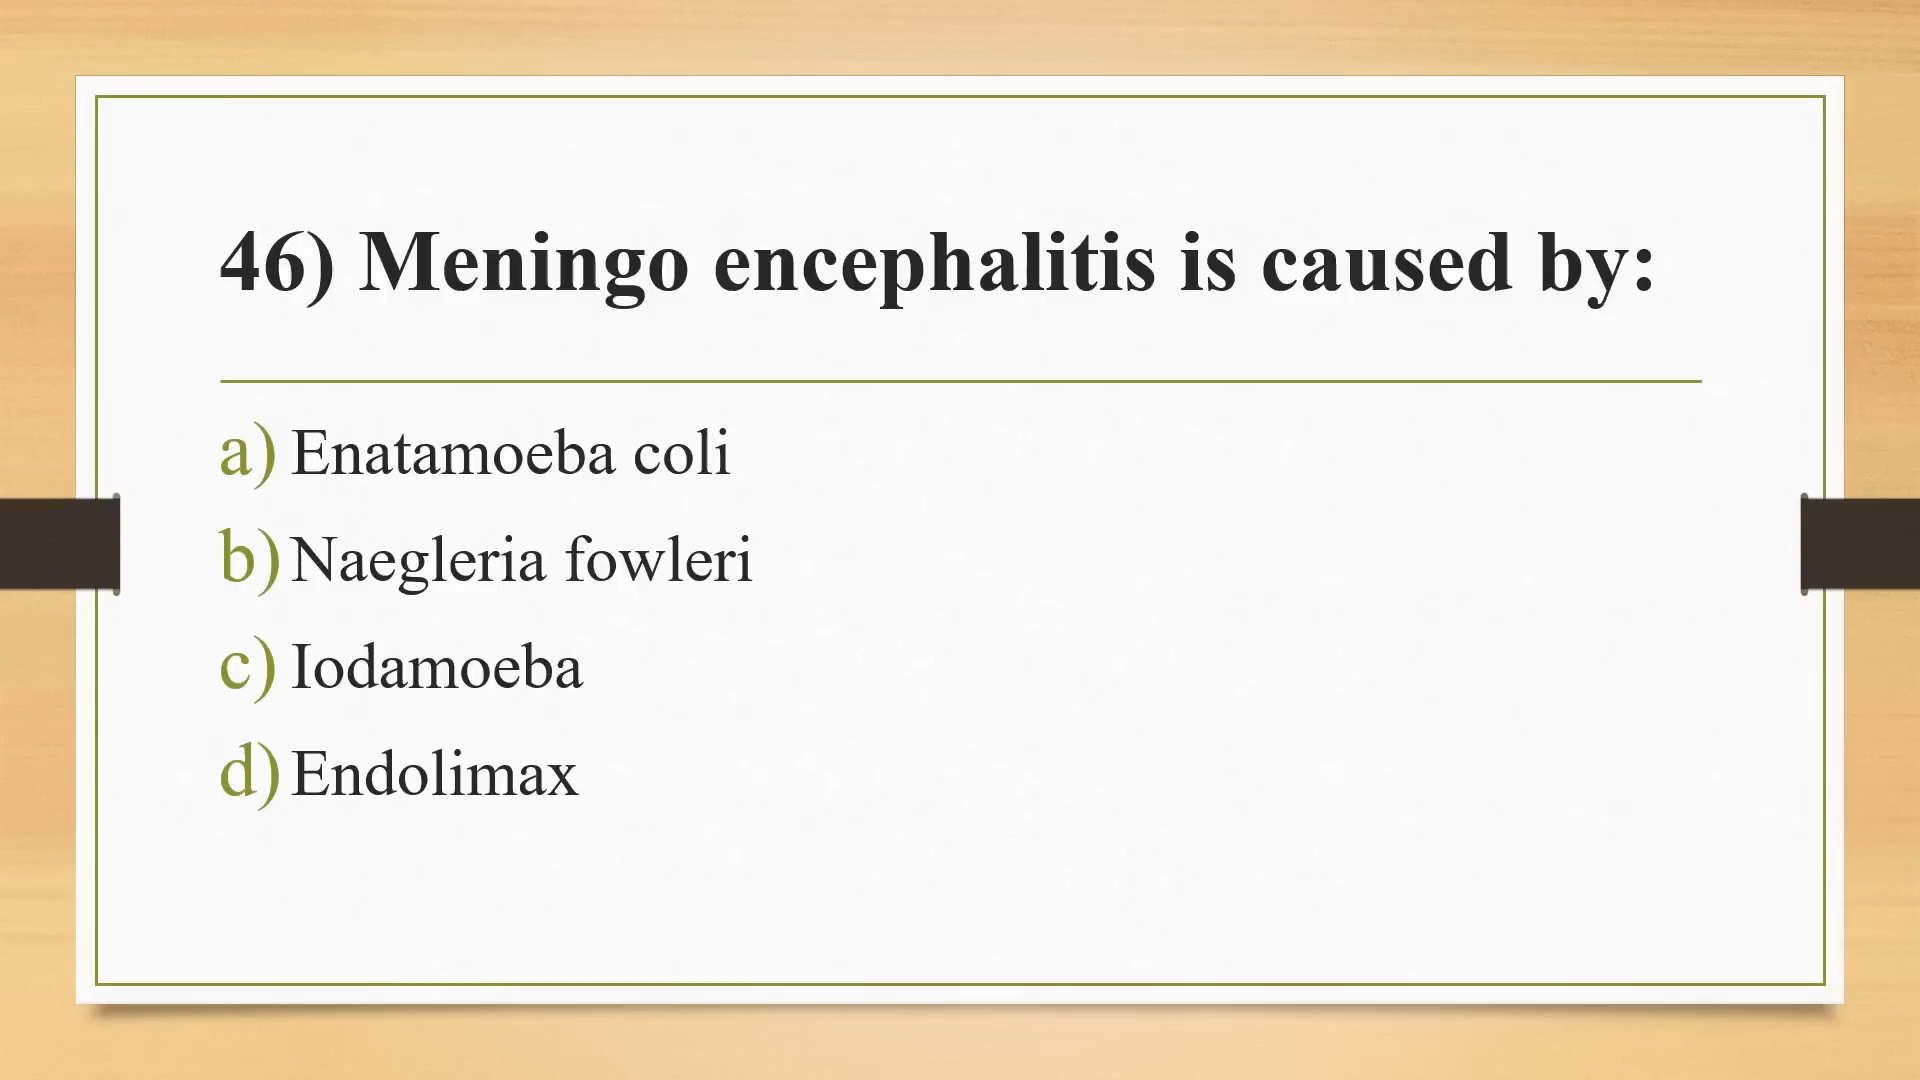 46) Meningo encephalitis is caused by:
a) Enatamoeba coli
b) Naegleria fowleri
c) Iodamoeba
d) Endolimax